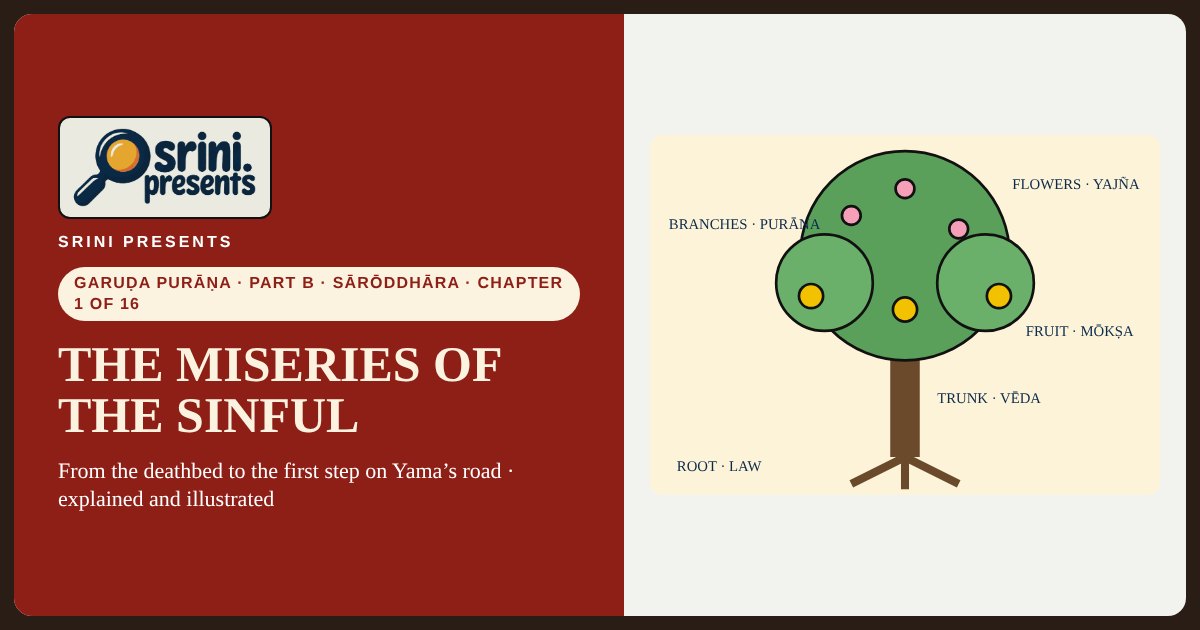 srini.
presents
SRINI PRESENTS
GARUḌA PURĀṆA · PART B · SĀRŌDDHĀRA · CHAPTER
1 OF 16
THE MISERIES OF
THE SINFUL
From the deathbed to the first step on Yama’s road ·
explained and illustrated
FLOWERS · YAJÑA
BRANCHES · PURĀṆA
FRUIT · MŌKṢA
TRUNK · VĒDA
ROOT · LAW